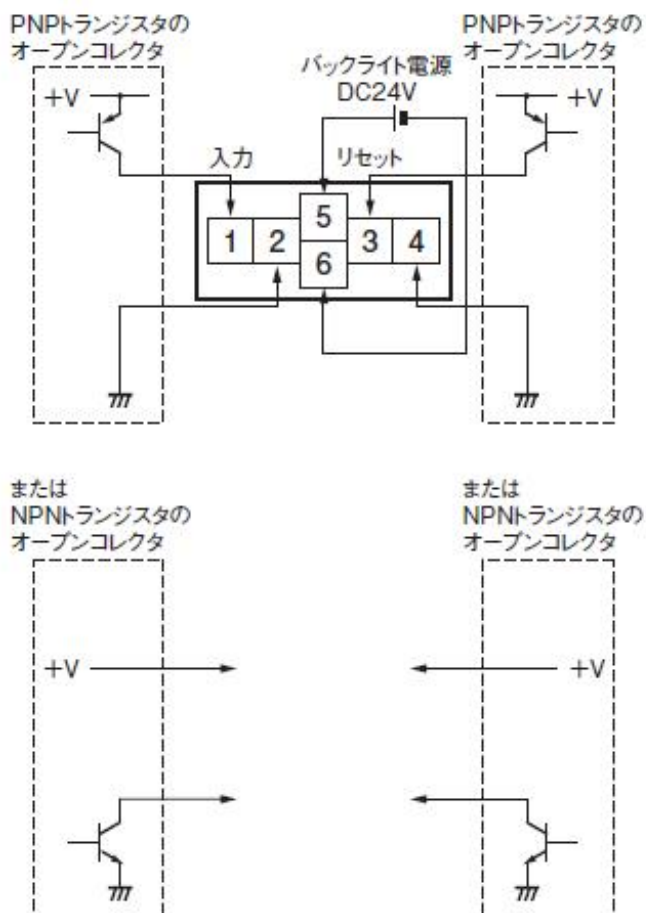 PNPトランジスタの
オープンコレクタ
PNPトランジスタの
オープンコレクタ
バックライト電源
DC24V
+V
+V
入力
リセット
1
2
5
6
3
4
または
NPNトランジスタの
オープンコレクタ
または
NPNトランジスタの
オープンコレクタ
+V
+V